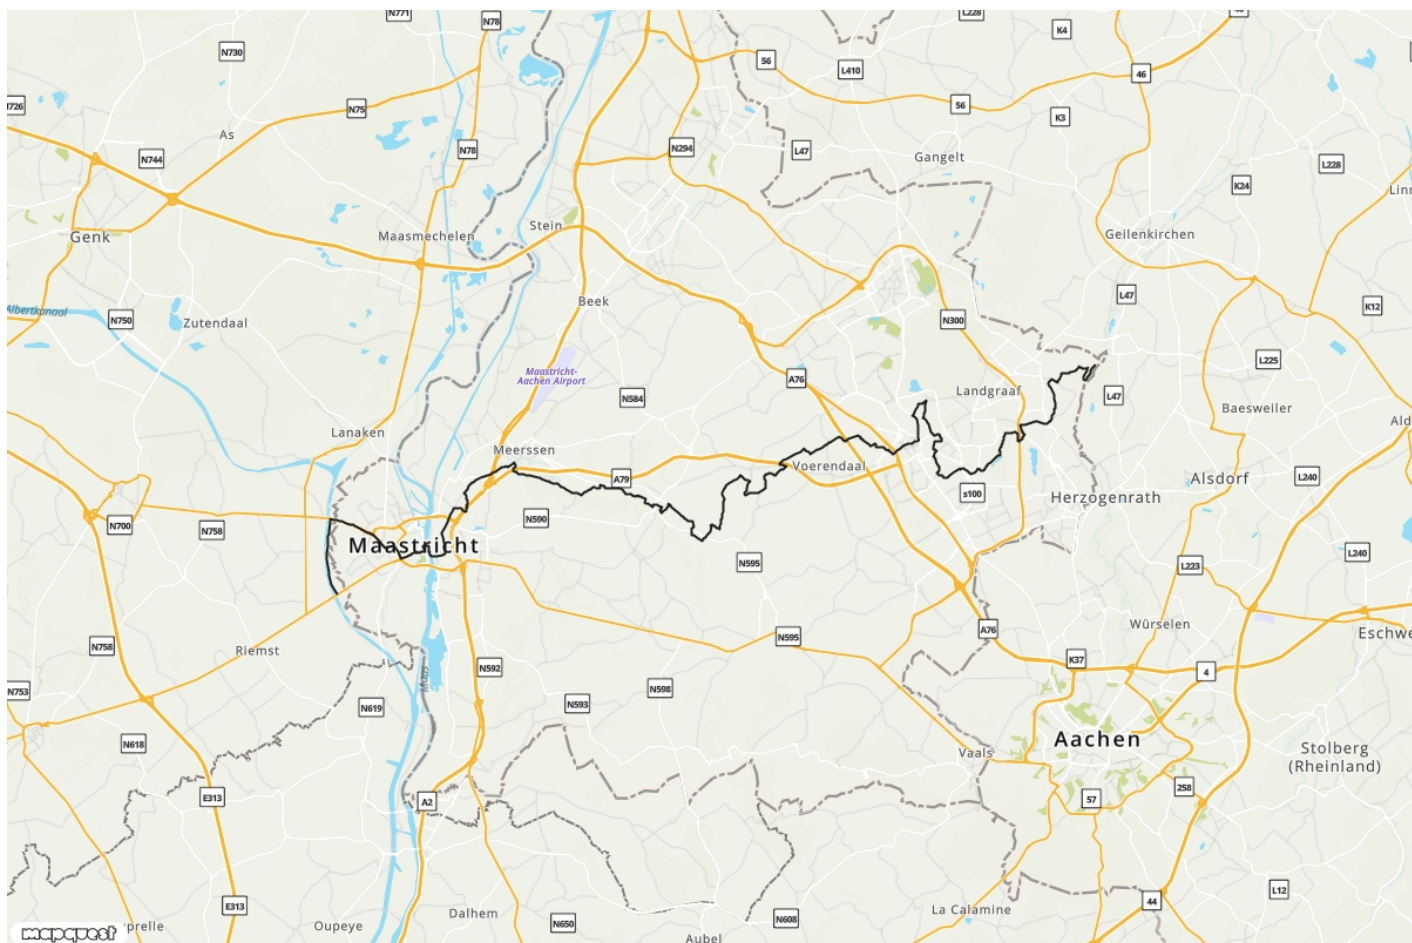 N771
N78
L228
K4
N730
56
L410
46
N726
N75
56
K3
As
N78
N294
L47
N744
Gangelt
L228
K24
Linn
Stein
Genk
Maasmechelen
Geilenkirchen
L47
Beek
Albertkanaal
N750
Zutendaal
N300
K12
L225
Maastricht-
Aachen Airport
A76
N584
Landgraaf
L47
Baesweiler
Ald
Lanaken
Meerssen
Voerendaal
A79
Alsdorf
L240
s100
Herzogenrath
N700
N758
N590
Maastricht
L240
N595
L223
A76
Würselen
N595
Eschwe
N758
Riemst
K37
N592
4
Maas
N753
N598
N619
N593
N618
Aachen
Vaals
Stolberg
(Rheinland)
E313
A2
57
258
44
L12
E313
Dalhem
La Calamine
N608
N650
Oupeye
prelle
Aubel
mapquest